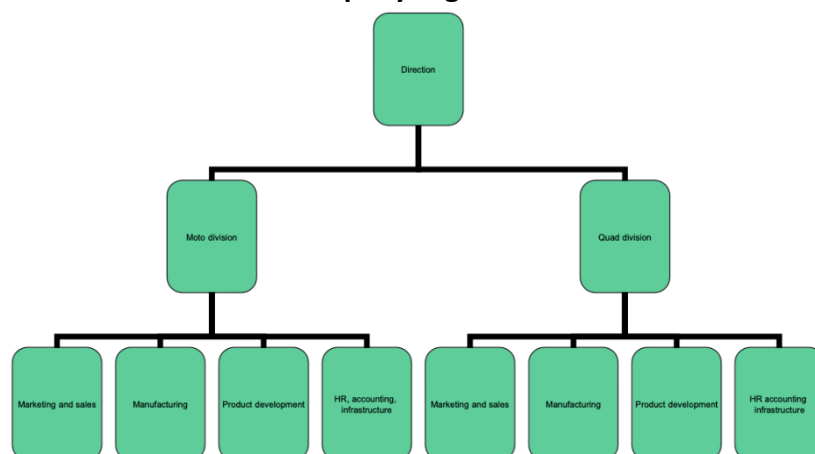 Direction
Moto division
Quad division
Marketing and sales
Manufacturing
Product development
HR, accounting,
infrastructure
Marketing and sales
Manufacturing
Product development
HR accounting
infrastructure